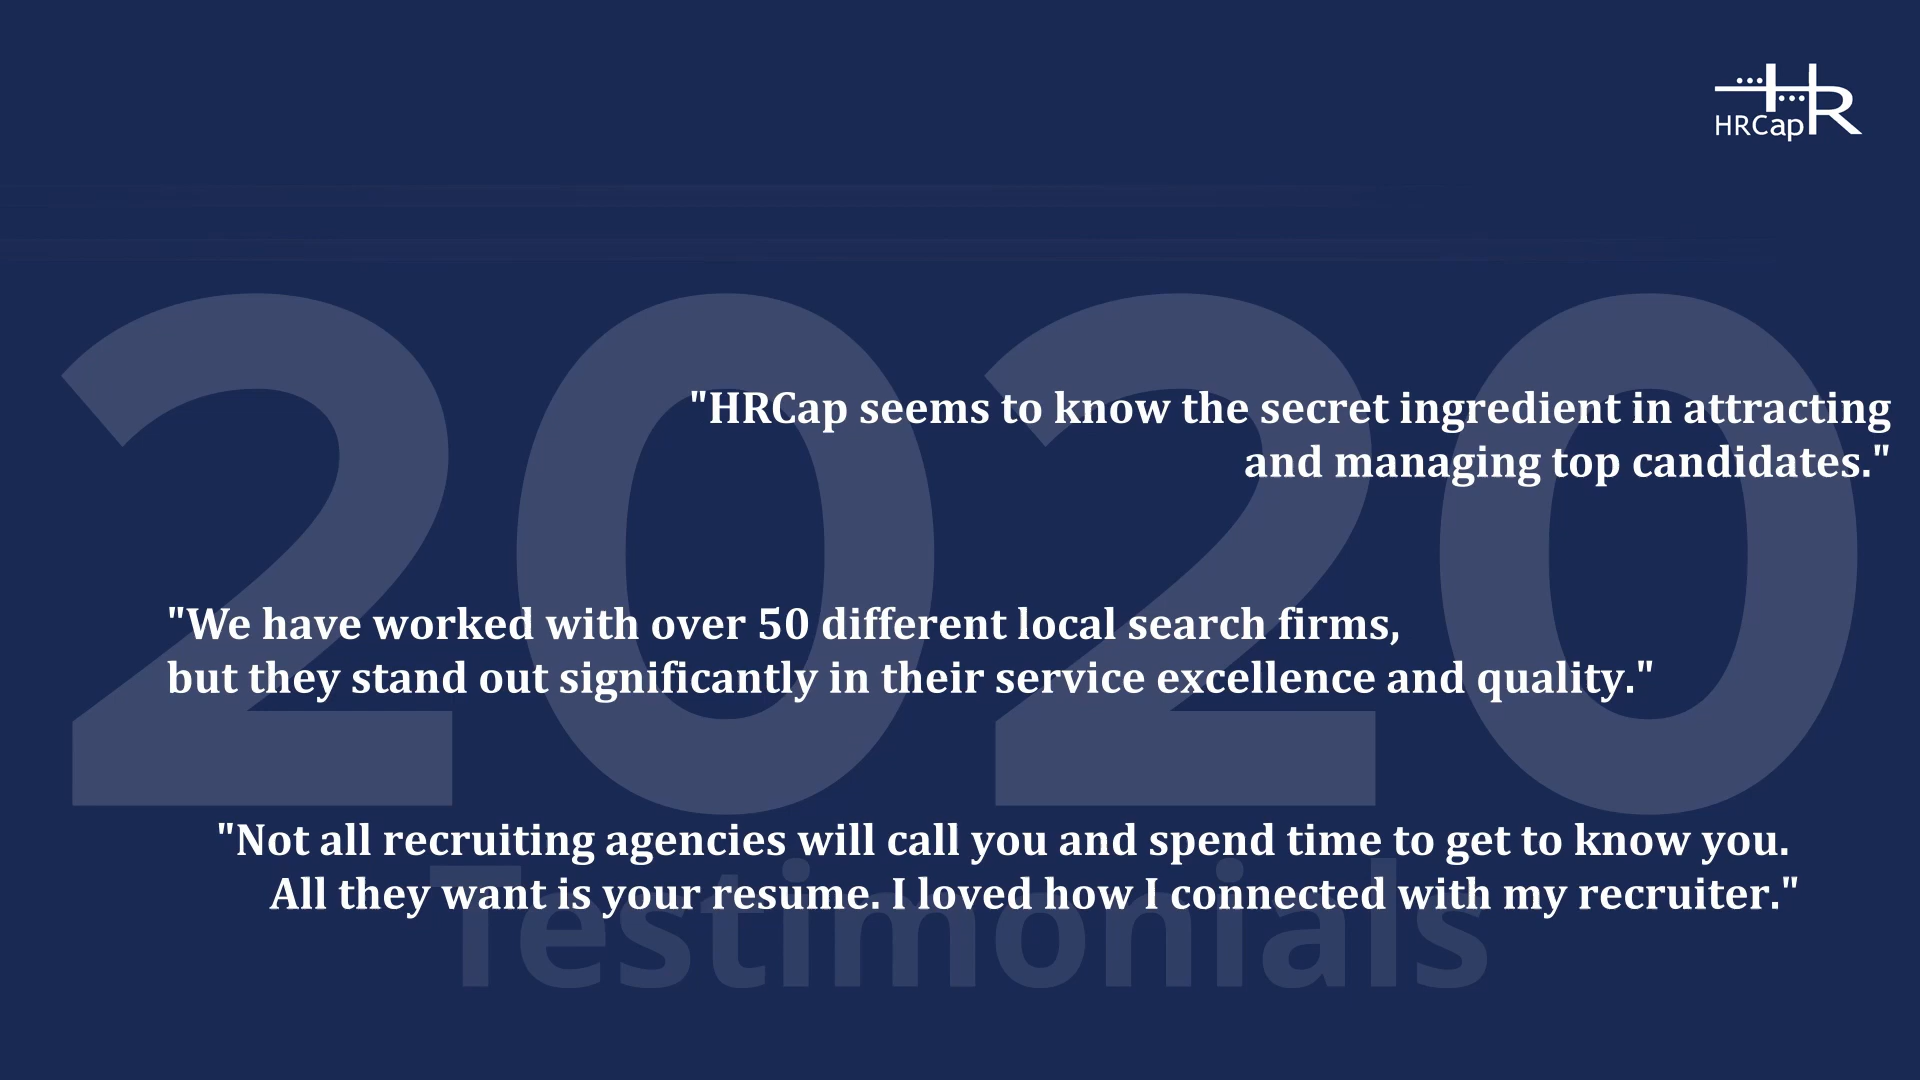 HR
HRCap
2020
"HRCap seems to know the secret ingredient in attracting
and managing top candidates."
"We have worked with over 50 different local search firms,
but they stand out significantly in their service excellence and quality."
"Not all recruiting agencies will call you and spend time to get to know you.
All they want is your resume. I loved how I connected with my recruiter."
Testimonials